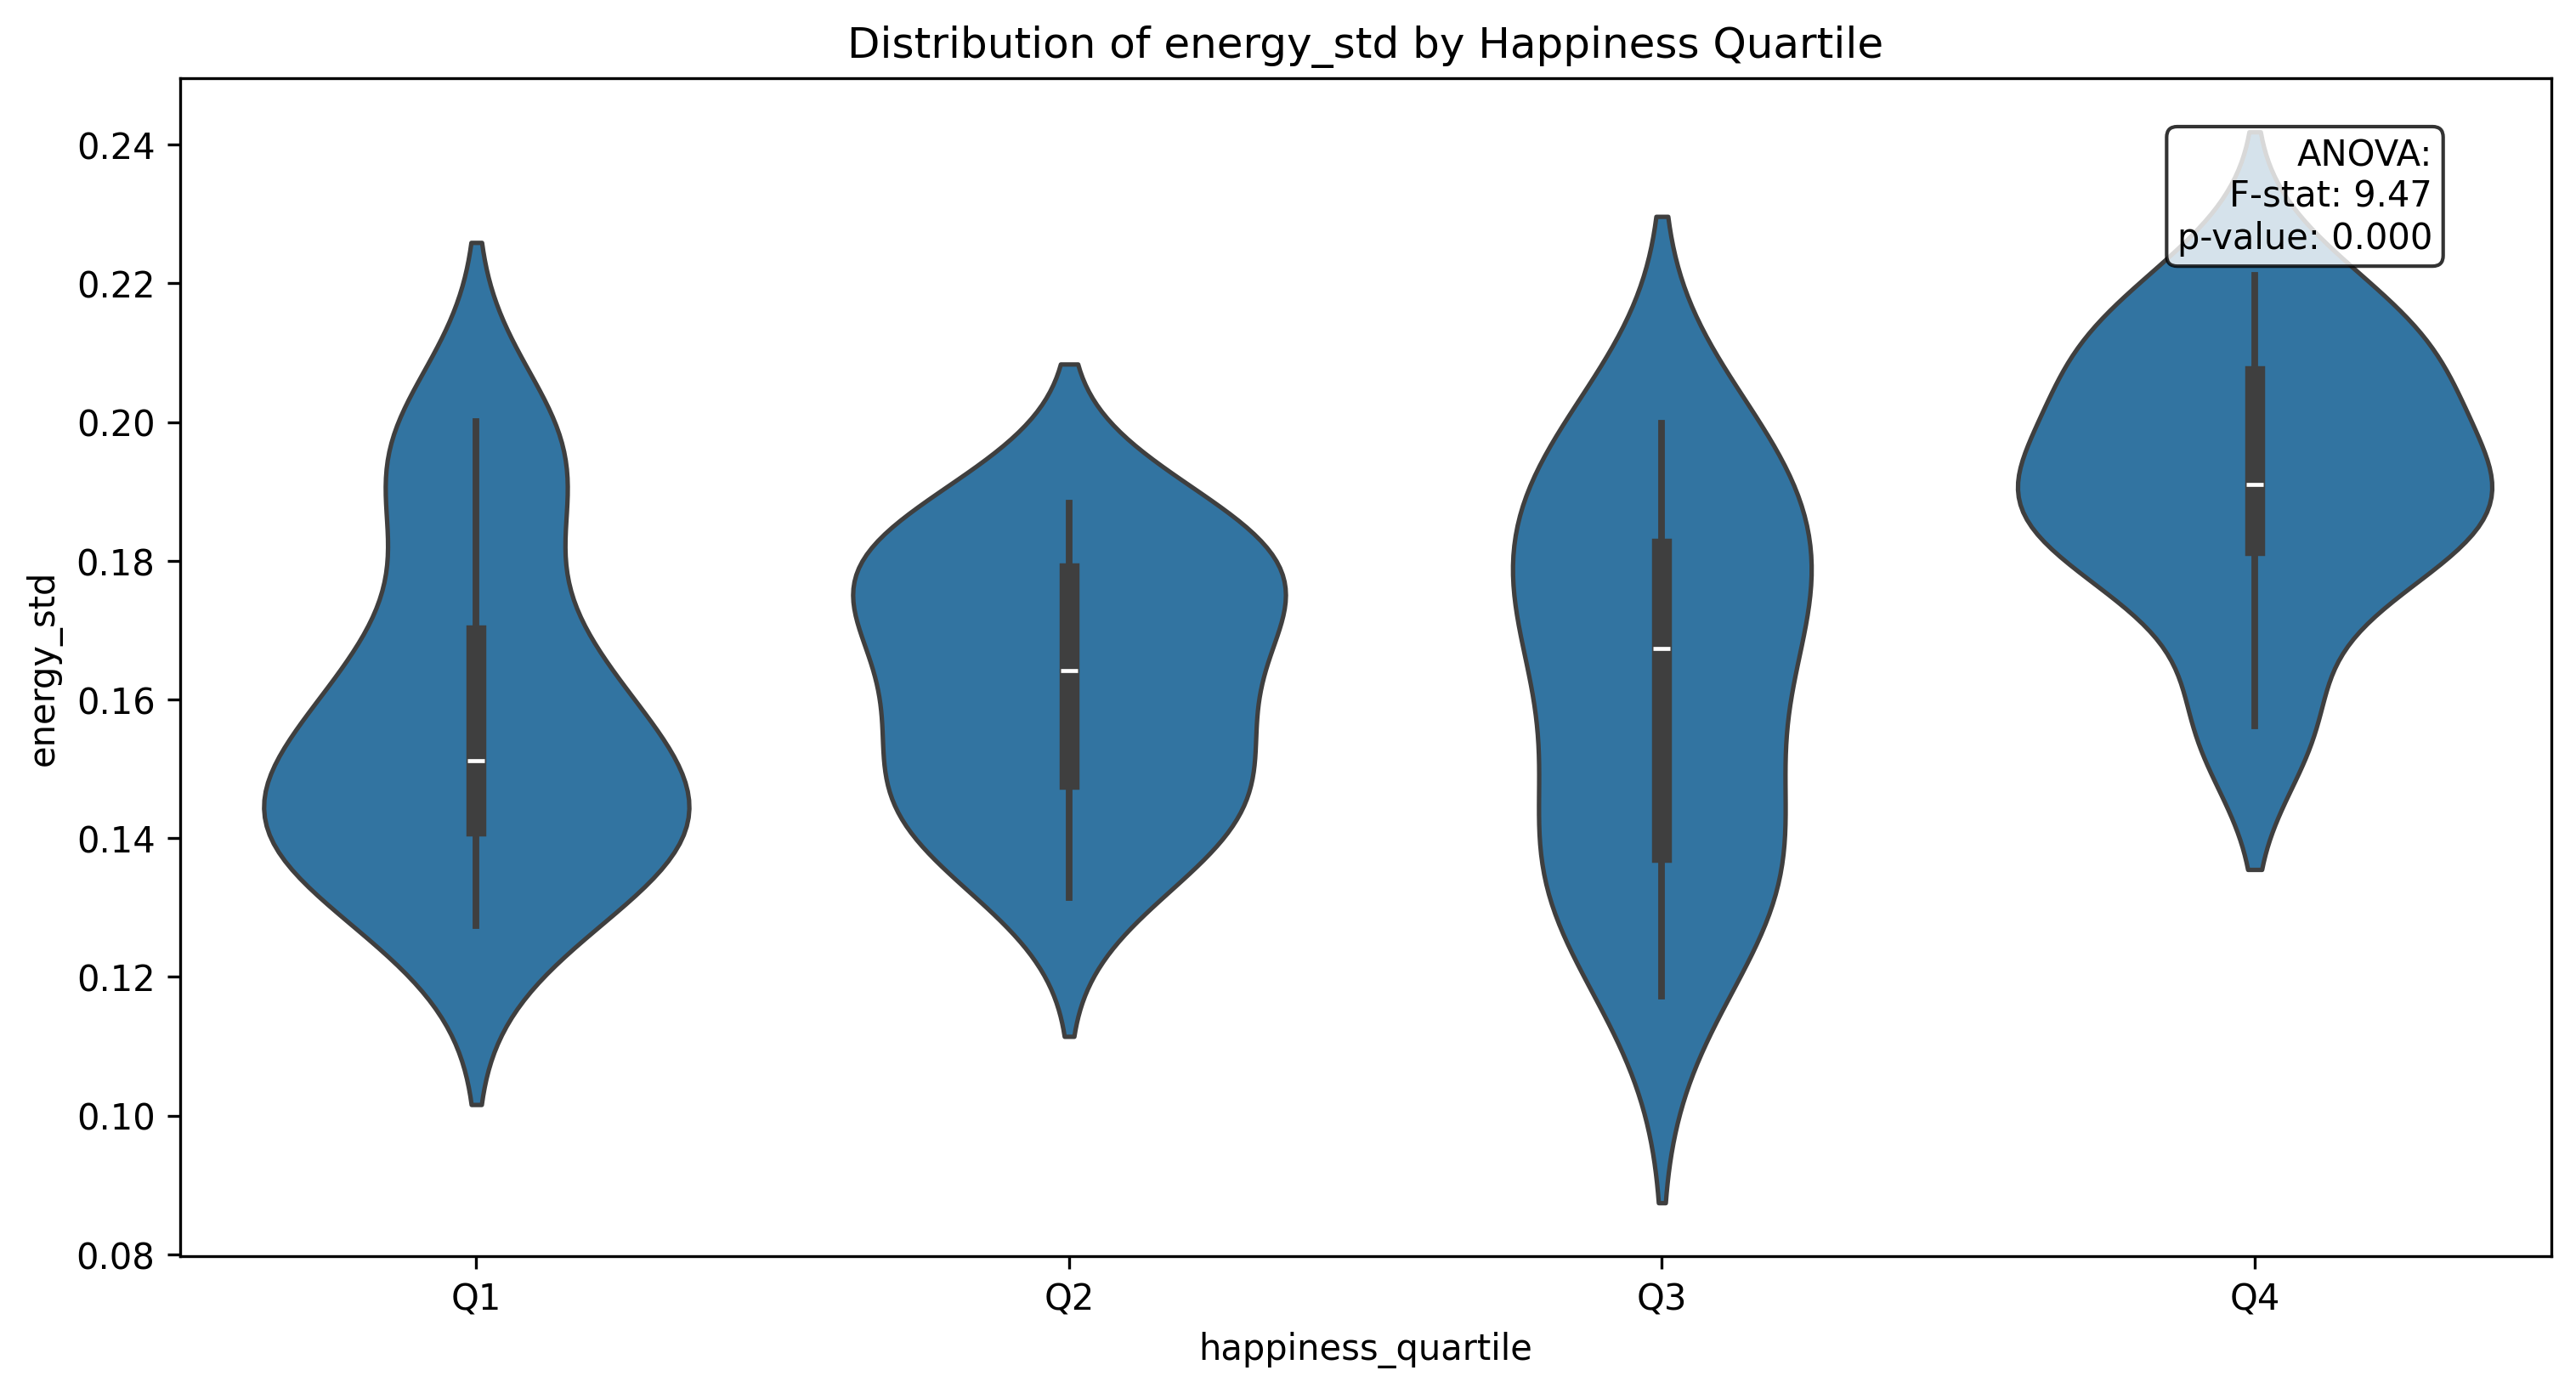 Distribution of energy_std by Happiness Quartile
ANOVA:
F-stat: 9.47
p-value: 0.000
energy_std
0.24
0.22
0.20
0.18
0.16
0.14
0.12
0.10
0.08
Q1 Q2 Q3 Q4
happiness_quartile